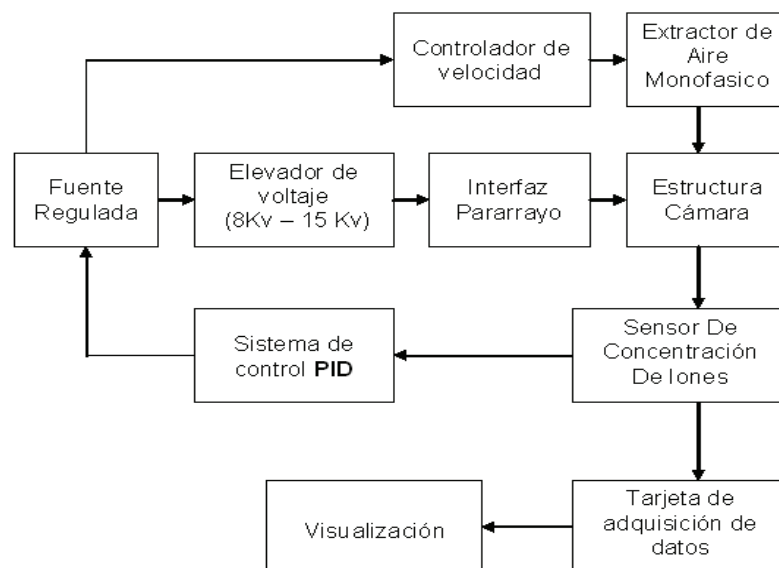 Controlador de
velocidad
Extractor de
Aire
Monofasico
Fuente
Regulada
Elevador de
voltaje
(8Kv – 15 Kv)
Interfaz
Pararrayo
Estructura
Cámara
Sistema de
control PID
Sensor De
Concentración
De Iones
Visualización
Tarjeta de
adquisición de
datos